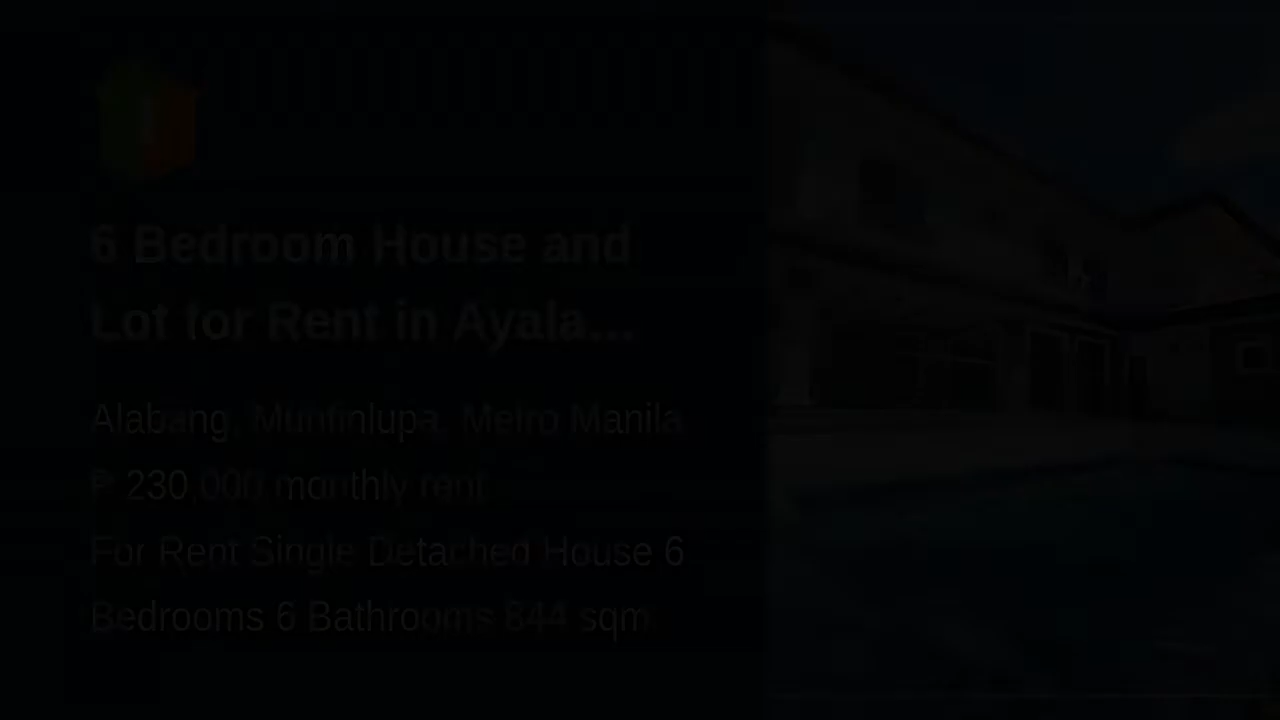 6 Bedroom House and
Lot for Rent in Ayala...
Alabang, Muntinlupa, Metro Manila
₱ 230,000 monthly rent
For Rent Single Detached House 6
Bedrooms 6 Bathrooms 844 sqm